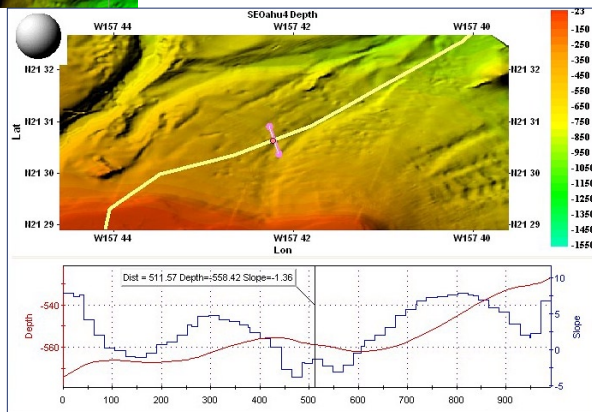 SEOahu4 Depth
W157 44 W157 42 W157 40
N21 32 N21 32
N21 31 N21 31
N21 30 N21 30
N21 29 N21 29
W157 44 W157 42 W157 40
Lat
Lon
-23
-150
-250
-350
-450
-550
-650
-750
-850
-950
-1050
-1150
-1250
-1350
-1450
-1550
Dist = 511.57 Depth=-558.42 Slope=-1.36
Depth
-540
-560
10
5
0
-5
Slope
0 100 200 300 400 500 600 700 800 900